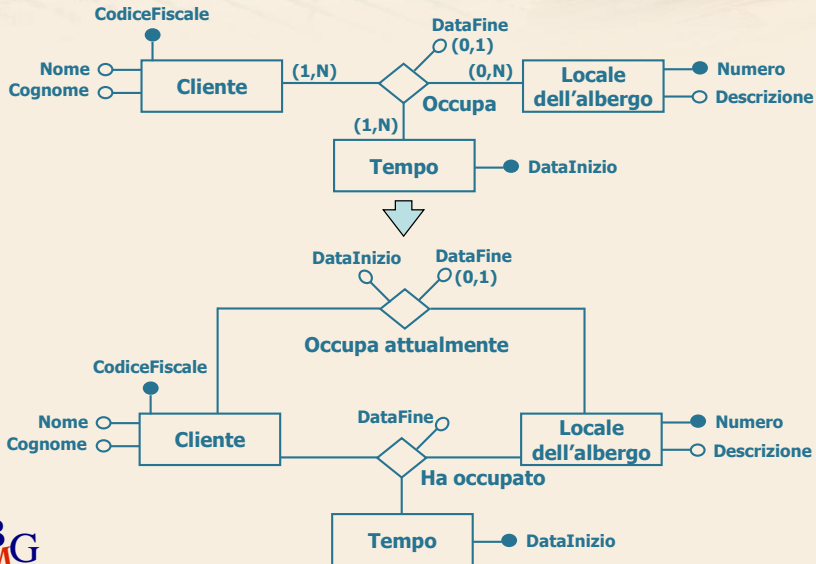 CodiceFiscale
DataFine
(0,1)
Nome
Cognome
Cliente
(1,N)
(0,N)
Occupa
Locale
dell'albergo
Numero
Descrizione
(1,N)
Tempo
DataInizio
DataInizio
DataFine
(0,1)
Occupa attualmente
CodiceFiscale
Nome
Cognome
Cliente
DataFine
Ha occupato
Locale
dell'albergo
Numero
Descrizione
Tempo
DataInizio